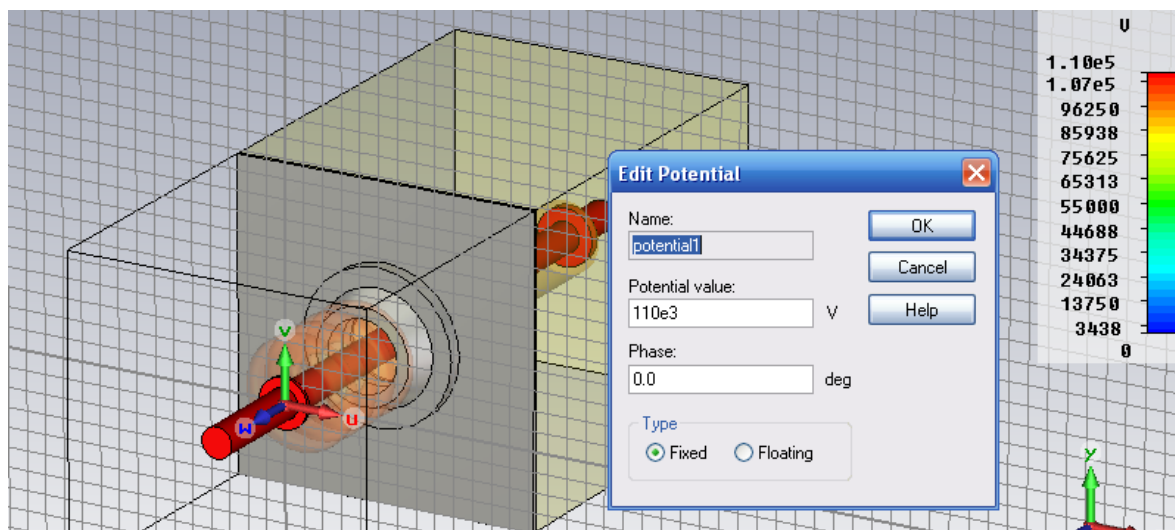 V
1.10e5
1.07e5
96250
85938
75625
65313
55000
44688
34375
24063
13750
3438
0
Edit Potential
Name:
potential1
Potential value:
110e3 V
Phase:
0.0 deg
Type
Fixed Floating
OK
Cancel
Help
v
w u
y